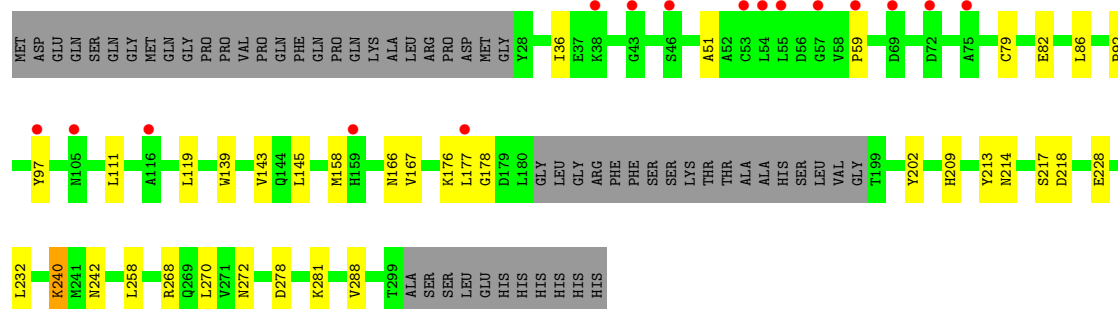 MET ASP GLU GLN SER GLN GLY MET GLN GLY PRO PRO VAL PRO GLN PHE GLN PRO GLN LYS ALA LEU ARG PRO ASP MET GLY Y28 I36 E37 K38 G43 S46 A51 A52 C53 L54 L55 D56 G57 V58 P59 D69 D72 A75 C79 E82 L86
Y97 N105 L111 A116 L119 W139 V143 Q144 L145 M158 H159 N166 V167 K176 L177 G178 D179 L180 GLY LEU GLY ARG PHE PHE SER SER LYS THR THR ALA ALA HIS SER LEU VAL GLY T199 Y202 H209 Y213 N214 S217 D218 E228
L232 K240 M241 N242 L258 R268 Q269 L270 V271 N272 D278 K281 V288 T299 ALA SER SER LEU GLU HIS HIS HIS HIS HIS HIS